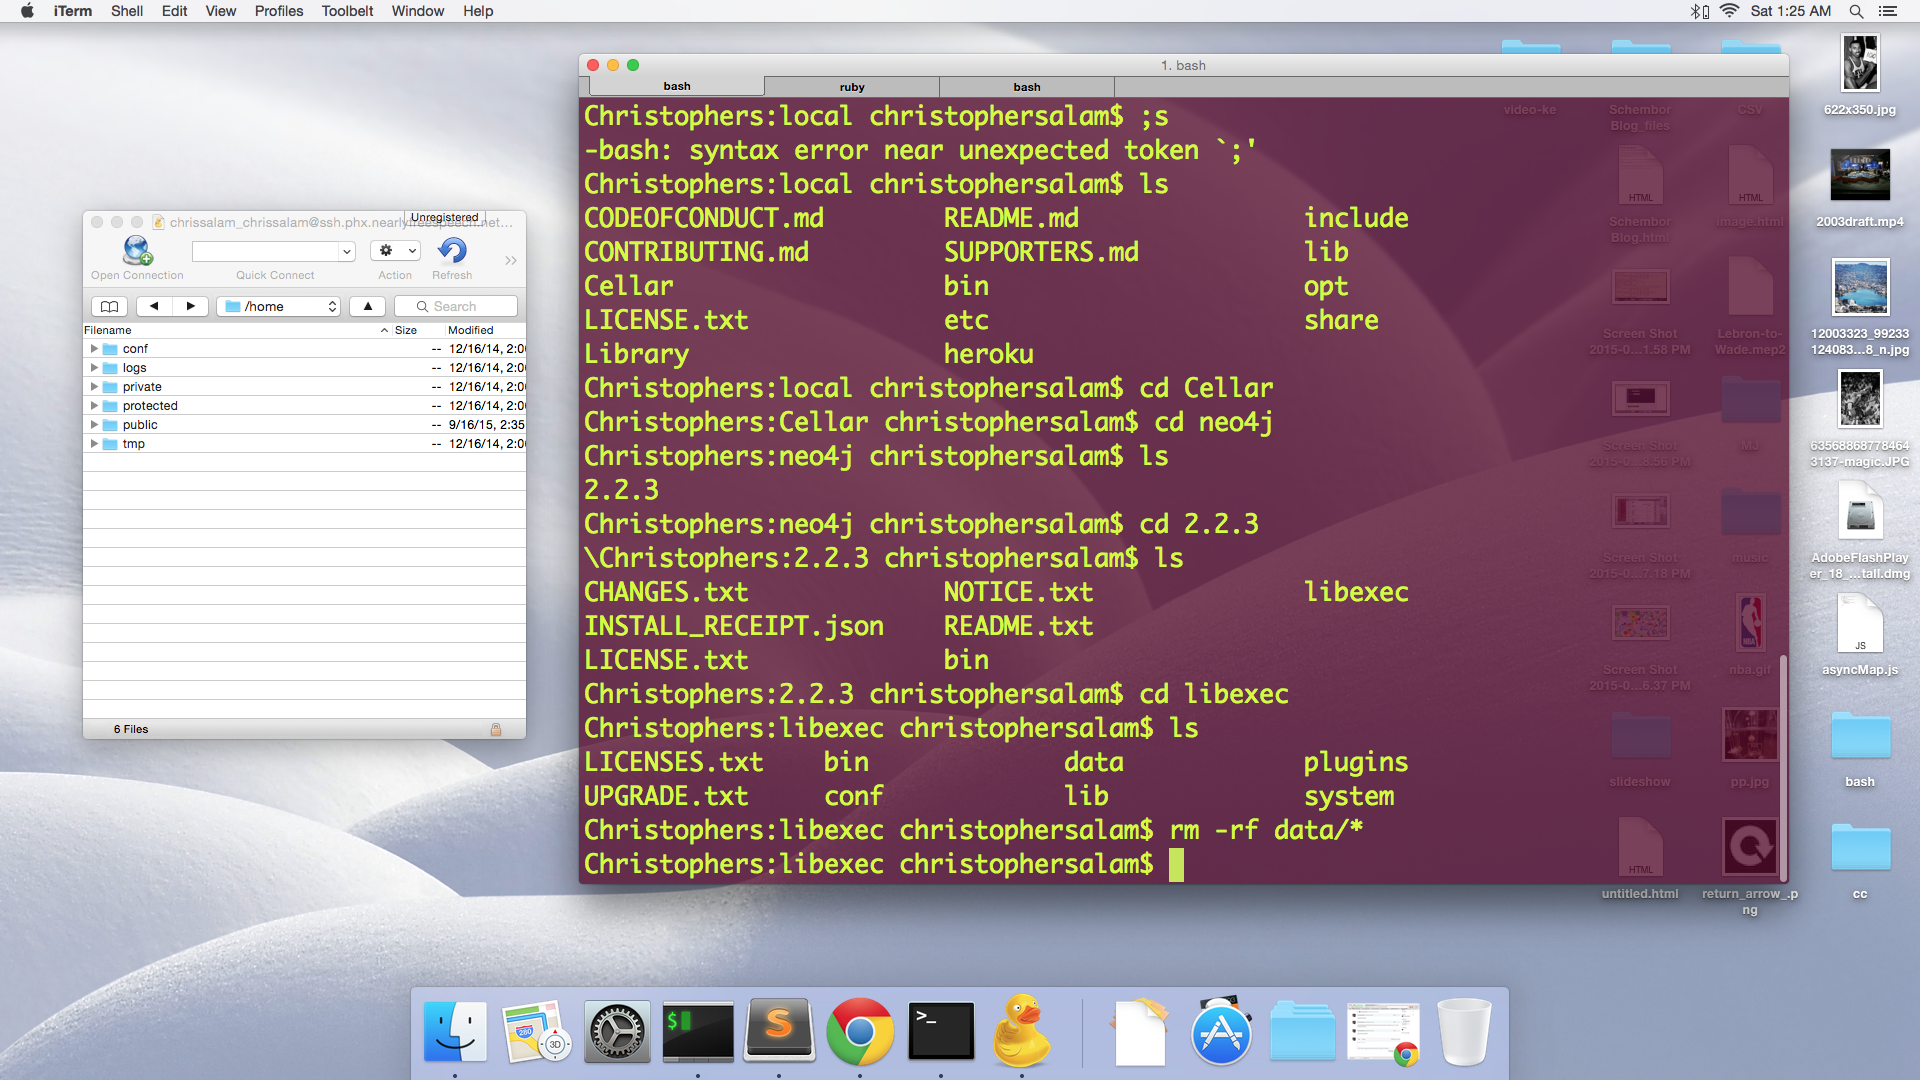 iTerm Shell Edit View Profiles Toolbelt Window Help
Sat 1:25 AM
1. bash
bash ruby bash
Christophers:local christophersalam$ ;s
-bash: syntax error near unexpected token `;'
Christophers:local christophersalam$ ls
CODEOFCONDUCT.md README.md include
CONTRIBUTING.md SUPPORTERS.md lib
Cellar bin opt
LICENSE.txt etc share
Library heroku
Christophers:local christophersalam$ cd Cellar
Christophers:Cellar christophersalam$ cd neo4j
Christophers:neo4j christophersalam$ ls
2.2.3
Christophers:neo4j christophersalam$ cd 2.2.3
\Christophers:2.2.3 christophersalam$ ls
CHANGES.txt NOTICE.txt libexec
INSTALL_RECEIPT.json README.txt
LICENSE.txt bin
Christophers:2.2.3 christophersalam$ cd libexec
Christophers:libexec christophersalam$ ls
LICENSES.txt bin data plugins
UPGRADE.txt conf lib system
Christophers:libexec christophersalam$ rm -rf data/*
Christophers:libexec christophersalam$
chrissalam_chrissalam@ssh.phx.nearlyfreespeech.net...
Unregistered
Open Connection Quick Connect Action Refresh
/home Search
Filename Size Modified
conf -- 12/16/14, 2:0
logs -- 12/16/14, 2:0
private -- 12/16/14, 2:0
protected -- 12/16/14, 2:0
public -- 9/16/15, 2:35
tmp -- 12/16/14, 2:0
6 Files
video-ke
Schembor
Blog_files
CSV
622x350.jpg
HTML
Schembor
Blog.html
HTML
image.html
2003draft.mp4
Screen Shot
2015-0...1.58 PM
Lebron-to-
Wade.mep2
12003323_99233
124083...8_n.jpg
Screen Shot
2015-0...8.56 PM
MJ
63568868778464
3137-magic.JPG
Screen Shot
2015-0...7.18 PM
music
AdobeFlashPlay
er_18_...tall.dmg
Screen Shot
2015-0...6.37 PM
nba.gif
JS
asyncMap.js
slideshow
pp.jpg
bash
HTML
untitled.html
return_arrow_.p
ng
cc
280
3D
$
S
>_